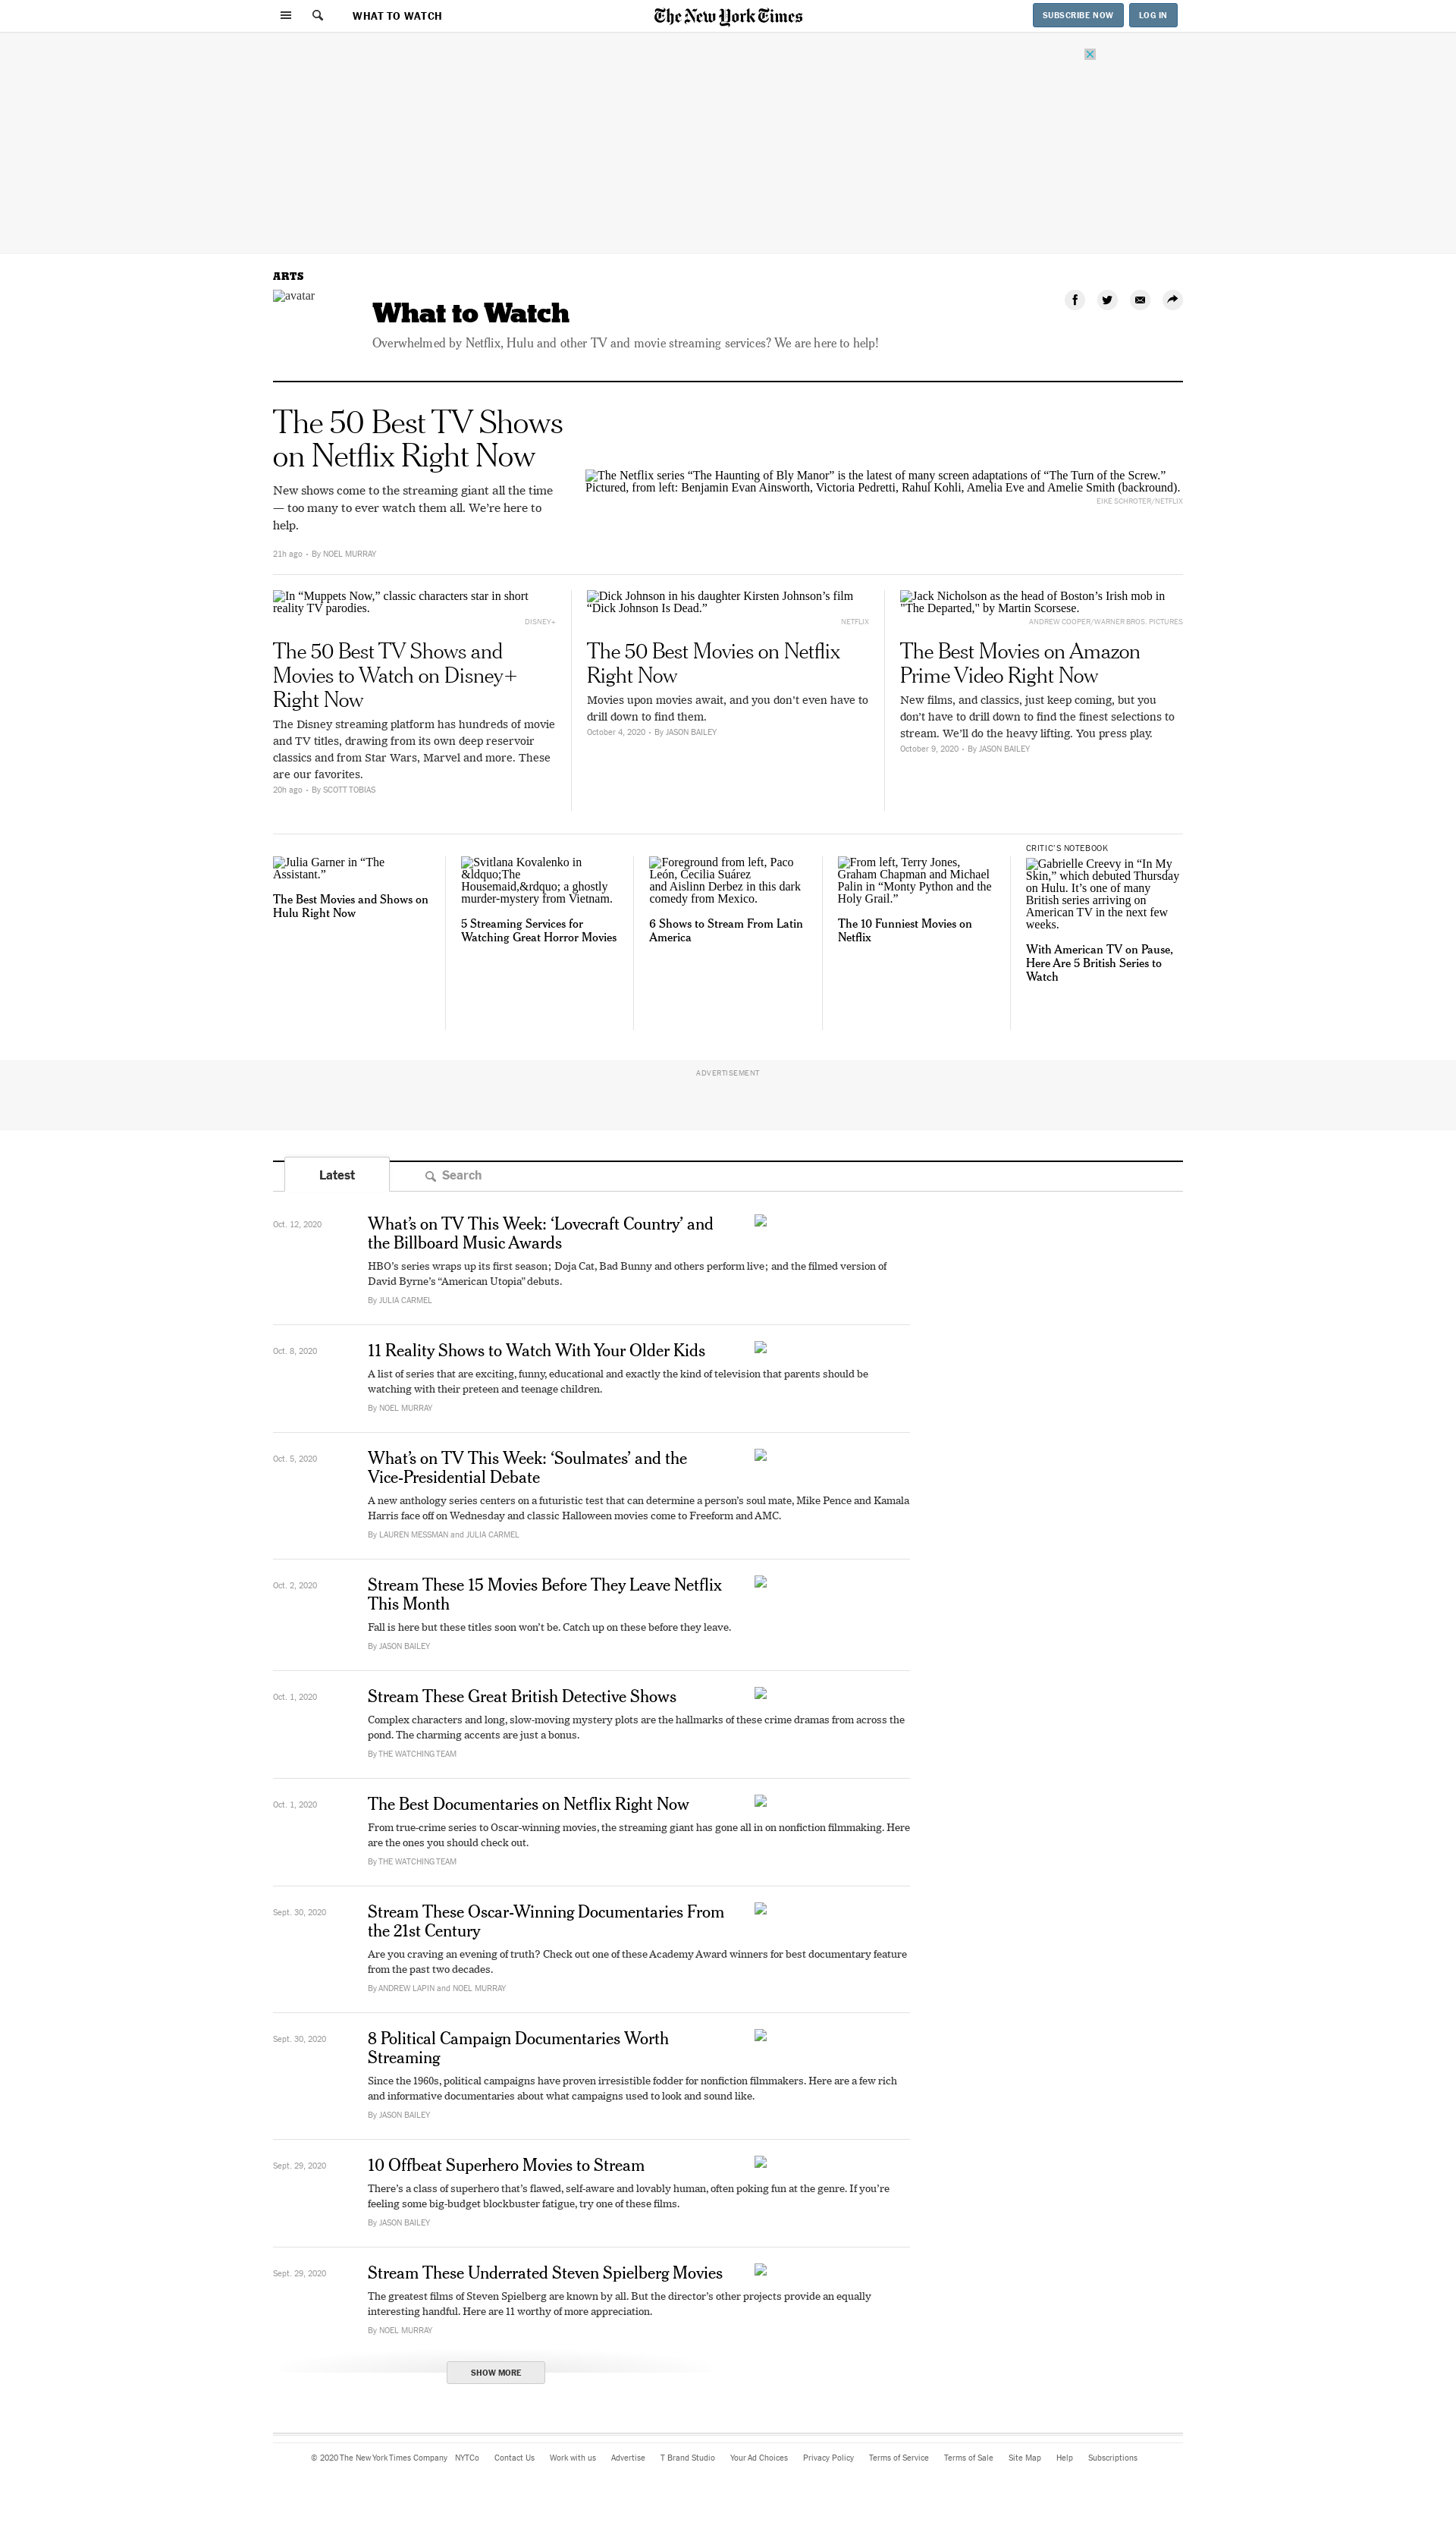 WHAT TO WATCH
The New York Times
SUBSCRIBE NOW
LOG IN
ARTS
avatar
What to Watch
Overwhelmed by Netflix, Hulu and other TV and movie streaming services? We are here to help!
The 50 Best TV Shows
on Netflix Right Now
New shows come to the streaming giant all the time
— too many to ever watch them all. We’re here to
help.
21h ago • By NOEL MURRAY
The Netflix series “The Haunting of Bly Manor” is the latest of many screen adaptations of “The Turn of the Screw.”
Pictured, from left: Benjamin Evan Ainsworth, Victoria Pedretti, Rahul Kohli, Amelia Eve and Amelie Smith (backround).
EIKE SCHROTER/NETFLIX
In “Muppets Now,” classic characters star in short
reality TV parodies.
DISNEY+
The 50 Best TV Shows and
Movies to Watch on Disney+
Right Now
The Disney streaming platform has hundreds of movie
and TV titles, drawing from its own deep reservoir
classics and from Star Wars, Marvel and more. These
are our favorites.
20h ago • By SCOTT TOBIAS
Dick Johnson in his daughter Kirsten Johnson’s film
“Dick Johnson Is Dead.”
NETFLIX
The 50 Best Movies on Netflix
Right Now
Movies upon movies await, and you don't even have to
drill down to find them.
October 4, 2020 • By JASON BAILEY
Jack Nicholson as the head of Boston’s Irish mob in
"The Departed," by Martin Scorsese.
ANDREW COOPER/WARNER BROS. PICTURES
The Best Movies on Amazon
Prime Video Right Now
New films, and classics, just keep coming, but you
don’t have to drill down to find the finest selections to
stream. We’ll do the heavy lifting. You press play.
October 9, 2020 • By JASON BAILEY
Julia Garner in “The
Assistant.”
The Best Movies and Shows on
Hulu Right Now
Svitlana Kovalenko in
&ldquo;The
Housemaid,&rdquo; a ghostly
murder-mystery from Vietnam.
5 Streaming Services for
Watching Great Horror Movies
Foreground from left, Paco
León, Cecilia Suárez
and Aislinn Derbez in this dark
comedy from Mexico.
6 Shows to Stream From Latin
America
From left, Terry Jones,
Graham Chapman and Michael
Palin in “Monty Python and the
Holy Grail.”
The 10 Funniest Movies on
Netflix
CRITIC’S NOTEBOOK
Gabrielle Creevy in “In My
Skin,” which debuted Thursday
on Hulu. It’s one of many
British series arriving on
American TV in the next few
weeks.
With American TV on Pause,
Here Are 5 British Series to
Watch
ADVERTISEMENT
Latest
Search
Oct. 12, 2020
What’s on TV This Week: ‘Lovecraft Country’ and
the Billboard Music Awards
HBO’s series wraps up its first season; Doja Cat, Bad Bunny and others perform live; and the filmed version of
David Byrne’s “American Utopia” debuts.
By JULIA CARMEL
Oct. 8, 2020
11 Reality Shows to Watch With Your Older Kids
A list of series that are exciting, funny, educational and exactly the kind of television that parents should be
watching with their preteen and teenage children.
By NOEL MURRAY
Oct. 5, 2020
What’s on TV This Week: ‘Soulmates’ and the
Vice-Presidential Debate
A new anthology series centers on a futuristic test that can determine a person’s soul mate, Mike Pence and Kamala
Harris face off on Wednesday and classic Halloween movies come to Freeform and AMC.
By LAUREN MESSMAN and JULIA CARMEL
Oct. 2, 2020
Stream These 15 Movies Before They Leave Netflix
This Month
Fall is here but these titles soon won’t be. Catch up on these before they leave.
By JASON BAILEY
Oct. 1, 2020
Stream These Great British Detective Shows
Complex characters and long, slow-moving mystery plots are the hallmarks of these crime dramas from across the
pond. The charming accents are just a bonus.
By THE WATCHING TEAM
Oct. 1, 2020
The Best Documentaries on Netflix Right Now
From true-crime series to Oscar-winning movies, the streaming giant has gone all in on nonfiction filmmaking. Here
are the ones you should check out.
By THE WATCHING TEAM
Sept. 30, 2020
Stream These Oscar-Winning Documentaries From
the 21st Century
Are you craving an evening of truth? Check out one of these Academy Award winners for best documentary feature
from the past two decades.
By ANDREW LAPIN and NOEL MURRAY
Sept. 30, 2020
8 Political Campaign Documentaries Worth
Streaming
Since the 1960s, political campaigns have proven irresistible fodder for nonfiction filmmakers. Here are a few rich
and informative documentaries about what campaigns used to look and sound like.
By JASON BAILEY
Sept. 29, 2020
10 Offbeat Superhero Movies to Stream
There’s a class of superhero that’s flawed, self-aware and lovably human, often poking fun at the genre. If you’re
feeling some big-budget blockbuster fatigue, try one of these films.
By JASON BAILEY
Sept. 29, 2020
Stream These Underrated Steven Spielberg Movies
The greatest films of Steven Spielberg are known by all. But the director’s other projects provide an equally
interesting handful. Here are 11 worthy of more appreciation.
By NOEL MURRAY
SHOW MORE
© 2020 The New York Times Company NYTCo Contact Us Work with us Advertise T Brand Studio Your Ad Choices Privacy Policy Terms of Service Terms of Sale Site Map Help Subscriptions